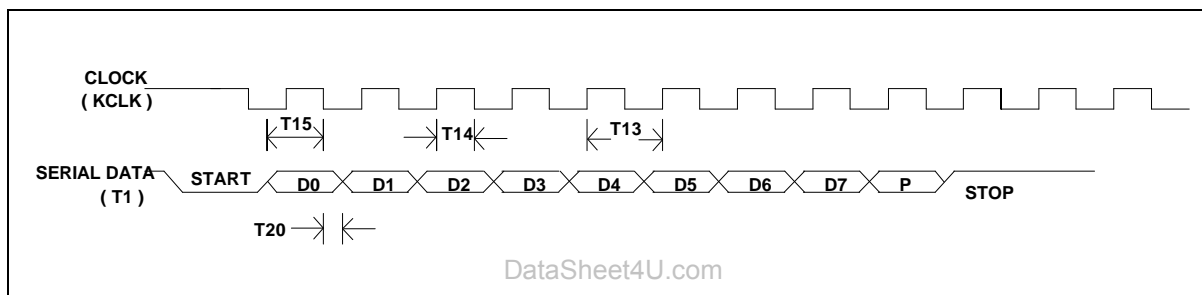 CLOCK
( KCLK )
T15
T14
T13
SERIAL DATA
( T1 )
START
D0
D1
D2
D3
D4
D5
D6
D7
P
STOP
T20
DataSheet4U.com